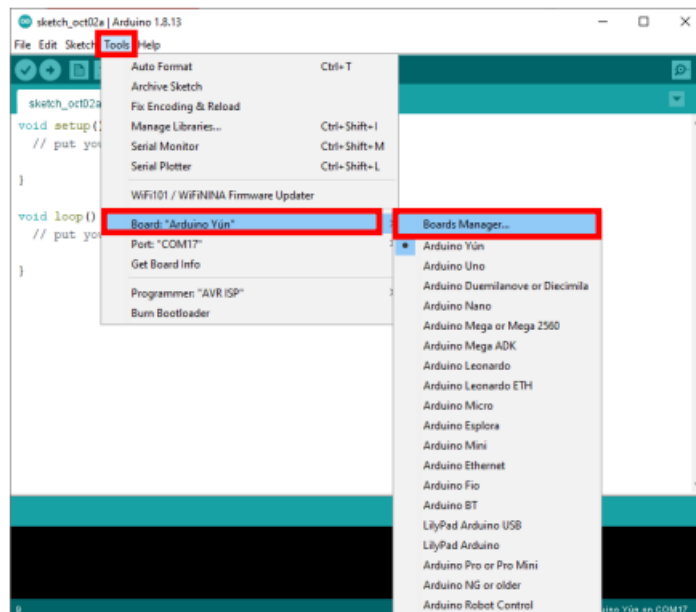 sketch_oct02a | Arduino 1.8.13
File Edit Sketch Tools Help
Auto Format Ctrl+T
Archive Sketch
Fix Encoding & Reload
Manage Libraries... Ctrl+Shift+I
Serial Monitor Ctrl+Shift+M
Serial Plotter Ctrl+Shift+L
WiFi101 / WiFiNINA Firmware Updater
Board: "Arduino Yún"
Port: "COM17"
Get Board Info
Programmer: "AVR ISP"
Burn Bootloader
sketch_oct02a
void setup()
// put you
}
void loop()
// put you
}
Boards Manager...
Arduino Yún
Arduino Uno
Arduino Duemilanove or Diecimila
Arduino Nano
Arduino Mega or Mega 2560
Arduino Mega ADK
Arduino Leonardo
Arduino Leonardo ETH
Arduino Micro
Arduino Esplora
Arduino Mini
Arduino Ethernet
Arduino Fio
Arduino BT
LilyPad Arduino USB
LilyPad Arduino
Arduino Pro or Pro Mini
Arduino NG or older
Arduino Robot Control
9
uino Yún on COM17